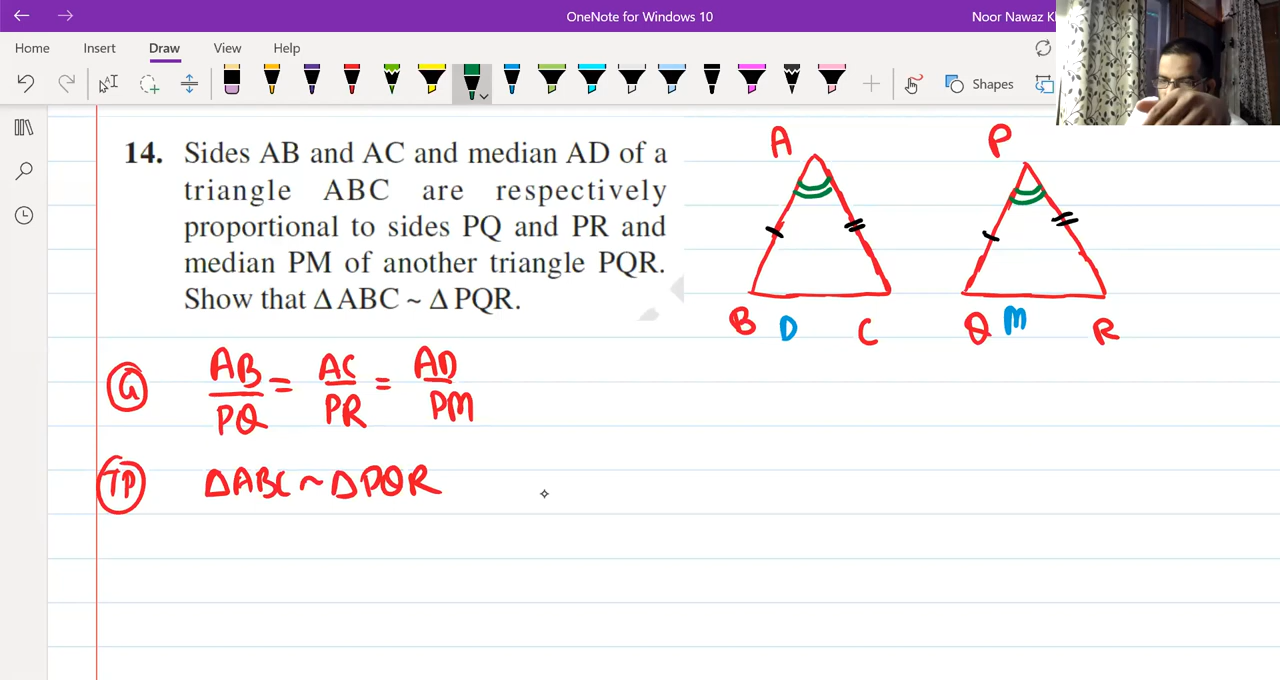 OneNote for Windows 10
Noor Nawaz
Home Insert Draw View Help
Shapes
14. Sides AB and AC and median AD of a
triangle ABC are respectively
proportional to sides PQ and PR and
median PM of another triangle PQR.
Show that Δ ABC ~ Δ PQR.
A P
B D C Q M R
G AB/PQ = AC/PR = AD/PM
TP ΔABC ~ ΔPQR